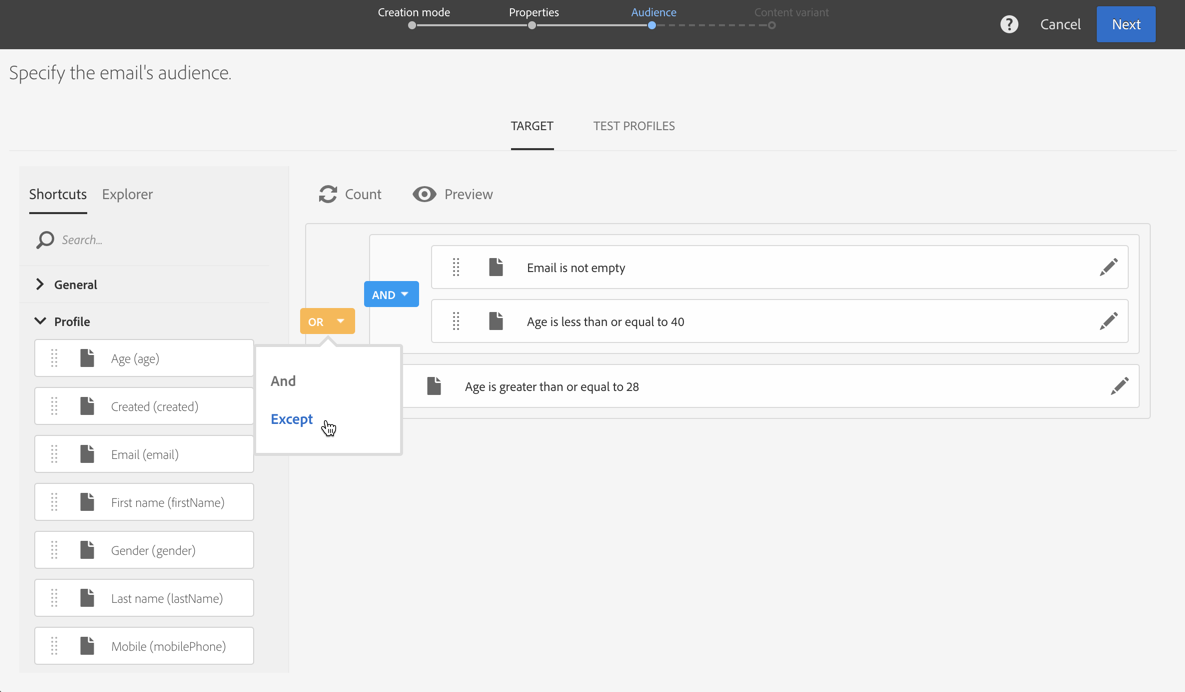 Creation mode
Properties
Audience
Content variant
Cancel
Next
Specify the email's audience.
TARGET
TEST PROFILES
Shortcuts
Explorer
Count
Preview
Search...
General
Profile
Age (age)
Created (created)
Email (email)
First name (firstName)
Gender (gender)
Last name (lastName)
Mobile (mobilePhone)
Email is not empty
AND
Age is less than or equal to 40
OR
And
Except
Age is greater than or equal to 28